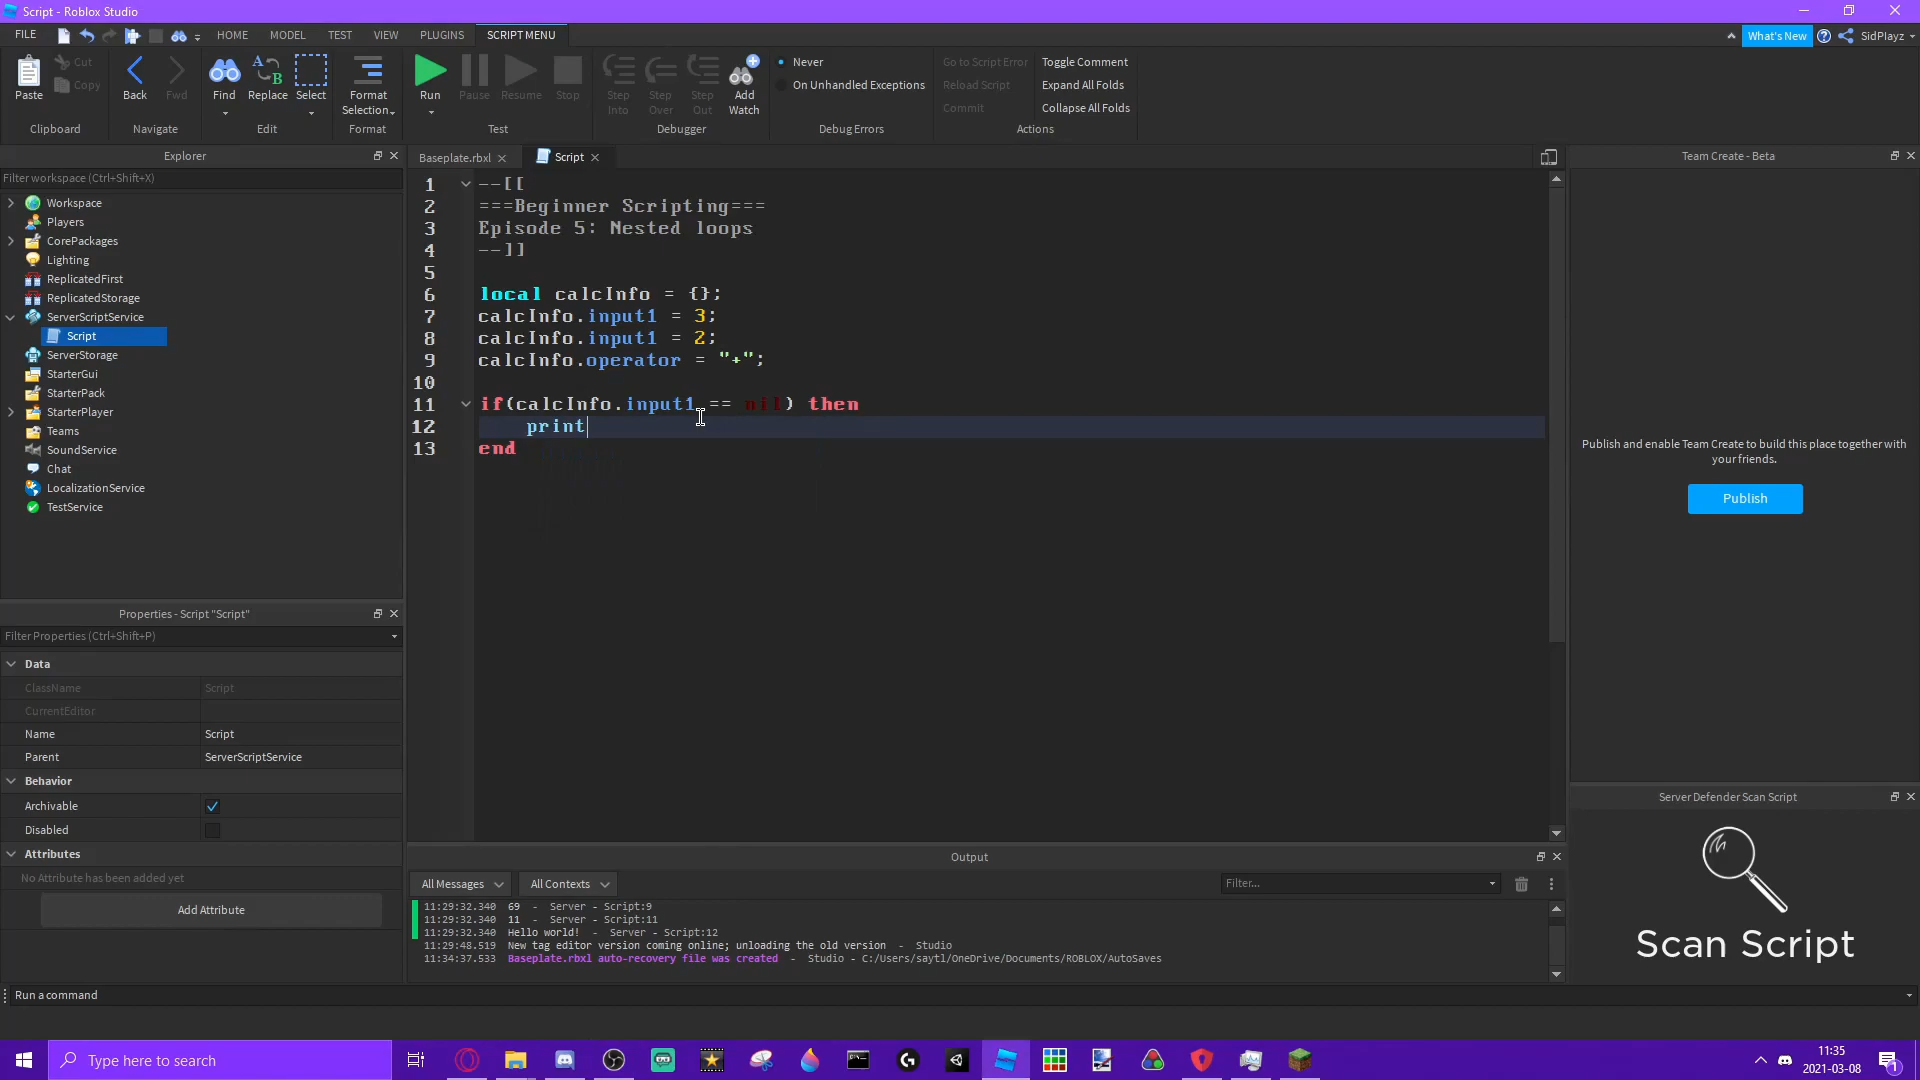 Script - Roblox Studio
FILE HOME MODEL TEST VIEW PLUGINS SCRIPT MENU What's New SidPlayz
Paste Cut Copy Back Fwd Find Replace Select Format Selection Run Pause Resume Stop Step Into Step Over Step Out Add Watch Never On Unhandled Exceptions Go to Script Error Reload Script Commit Toggle Comment Expand All Folds Collapse All Folds
Clipboard Navigate Edit Format Test Debugger Debug Errors Actions
Explorer
Filter workspace (Ctrl+Shift+X)
Workspace
Players
CorePackages
Lighting
ReplicatedFirst
ReplicatedStorage
ServerScriptService
Script
ServerStorage
StarterGui
StarterPack
StarterPlayer
Teams
SoundService
Chat
LocalizationService
TestService
Properties - Script "Script"
Filter Properties (Ctrl+Shift+P)
Data
ClassName Script
CurrentEditor
Name Script
Parent ServerScriptService
Behavior
Archivable
Disabled
Attributes
No Attribute has been added yet
Add Attribute
Baseplate.rbxl Script
1 --[[
2 ===Beginner Scripting===
3 Episode 5: Nested loops
4 --]]
5
6 local calcInfo = {};
7 calcInfo.input1 = 3;
8 calcInfo.input1 = 2;
9 calcInfo.operator = "+";
10
11 if(calcInfo.input1 == nil) then
12 print
13 end
Output
All Messages All Contexts Filter...
11:29:32.340 69 - Server - Script:9
11:29:32.340 11 - Server - Script:11
11:29:32.340 Hello world! - Server - Script:12
11:29:48.519 New tag editor version coming online; unloading the old version - Studio
11:34:37.533 Baseplate.rbxl auto-recovery file was created - Studio - C:/Users/saytl/OneDrive/Documents/ROBLOX/AutoSaves
Run a command
Team Create - Beta
Publish and enable Team Create to build this place together with
your friends.
Publish
Server Defender Scan Script
Scan Script
Type here to search
11:35
2021-03-08
1